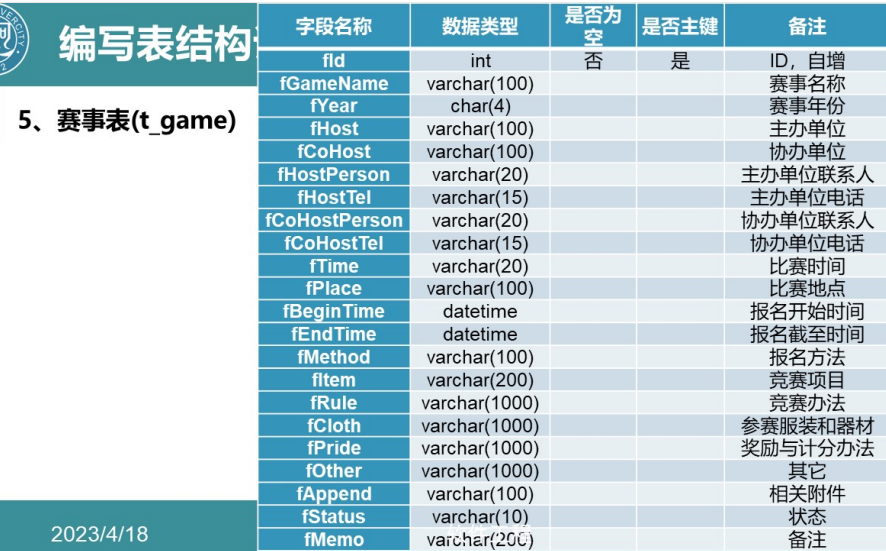 编写表结构
5、赛事表(t_game)
字段名称 数据类型 是否为空 是否主键 备注
fId int 否 是 ID，自增
fGameName varchar(100) 赛事名称
fYear char(4) 赛事年份
fHost varchar(100) 主办单位
fCoHost varchar(100) 协办单位
fHostPerson varchar(20) 主办单位联系人
fHostTel varchar(15) 主办单位电话
fCoHostPerson varchar(20) 协办单位联系人
fCoHostTel varchar(15) 协办单位电话
fTime varchar(20) 比赛时间
fPlace varchar(100) 比赛地点
fBeginTime datetime 报名开始时间
fEndTime datetime 报名截至时间
fMethod varchar(100) 报名方法
fItem varchar(200) 竞赛项目
fRule varchar(1000) 竞赛办法
fCloth varchar(1000) 参赛服装和器材
fPride varchar(1000) 奖励与计分办法
fOther varchar(1000) 其它
fAppend varchar(100) 相关附件
fStatus varchar(10) 状态
fMemo varchar(200) 备注
2023/4/18